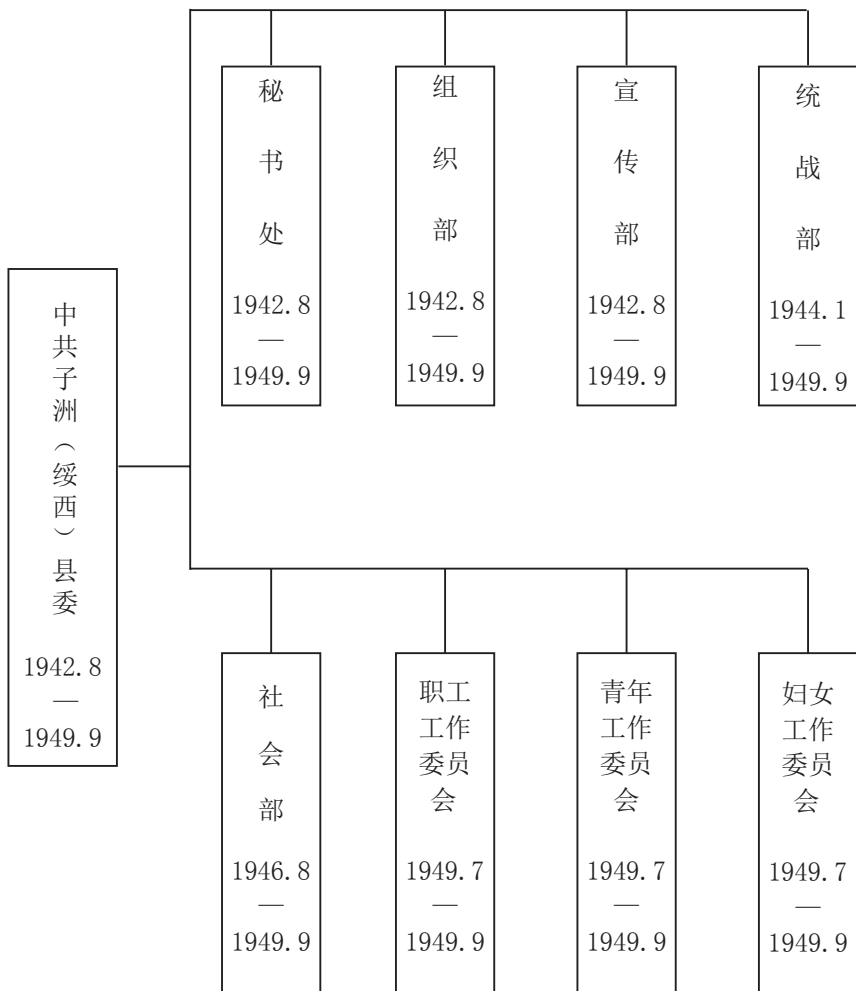 中共子洲（绥西）县委
1942.8
—
1949.9
秘书处
1942.8
—
1949.9
组织部
1942.8
—
1949.9
宣传部
1942.8
—
1949.9
统战部
1944.1
—
1949.9
社会部
1946.8
—
1949.9
职工
工作
委员
会
1949.7
—
1949.9
青年
工作
委员
会
1949.7
—
1949.9
妇女
工作
委员
会
1949.7
—
1949.9